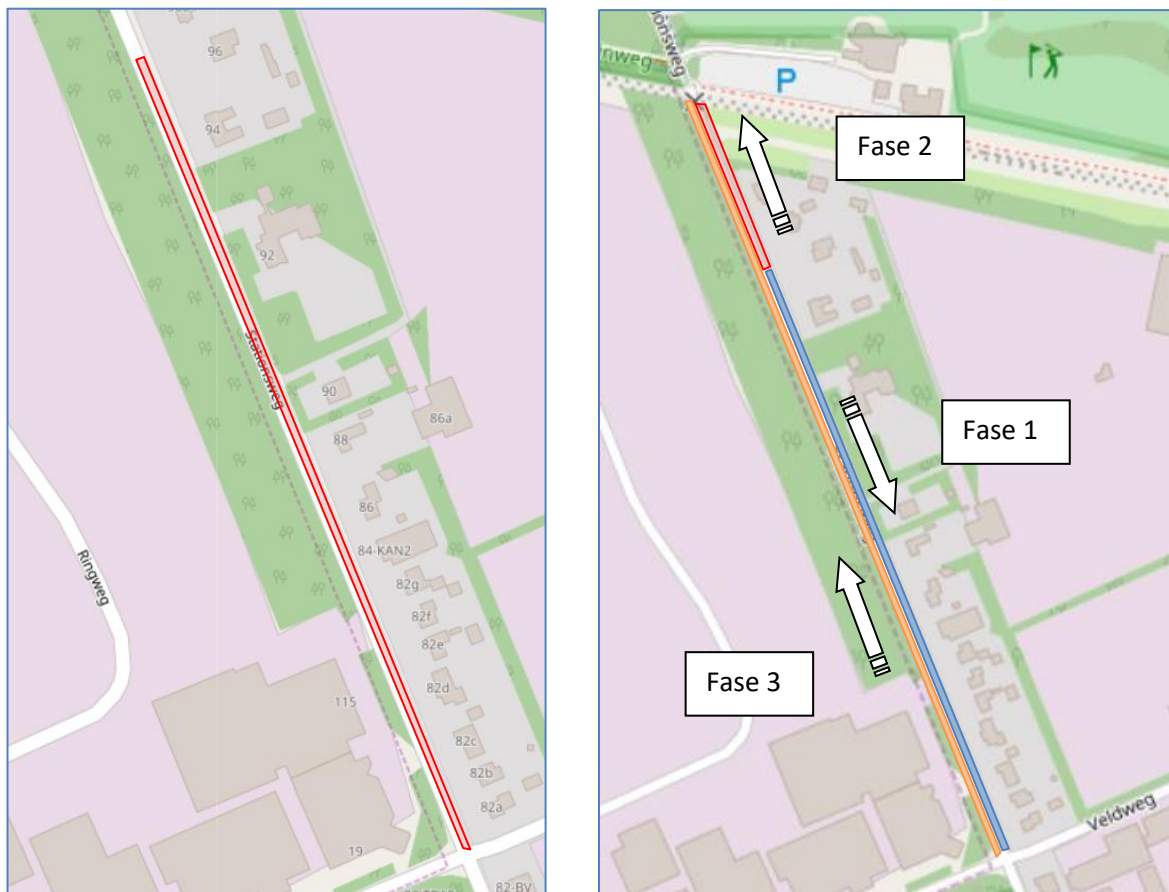 96
94
92
Stationsweg
90
86a
88
86
84-KAN2
82g
82f
82e
82d
82c
82b
82a
82-BV
115
19
Ringweg
P
Fase 2
Fase 1
Fase 3
Veldweg